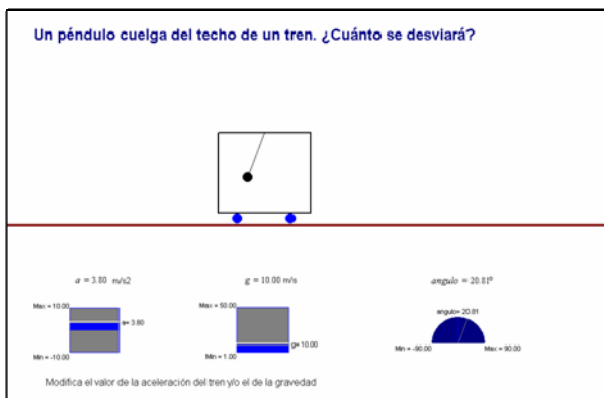 Un péndulo cuelga del techo de un tren. ¿Cuánto se desviará?
a = 3.80 m/s2
g = 10.00 m/s
angulo = 20.81º
Max = 10.00
a= 3.80
Min = -10.00
Max = 50.00
g= 10.00
Min = 1.00
angulo= 20.81
Min = -90.00
Max = 90.00
Modifica el valor de la aceleración del tren y/o el de la gravedad